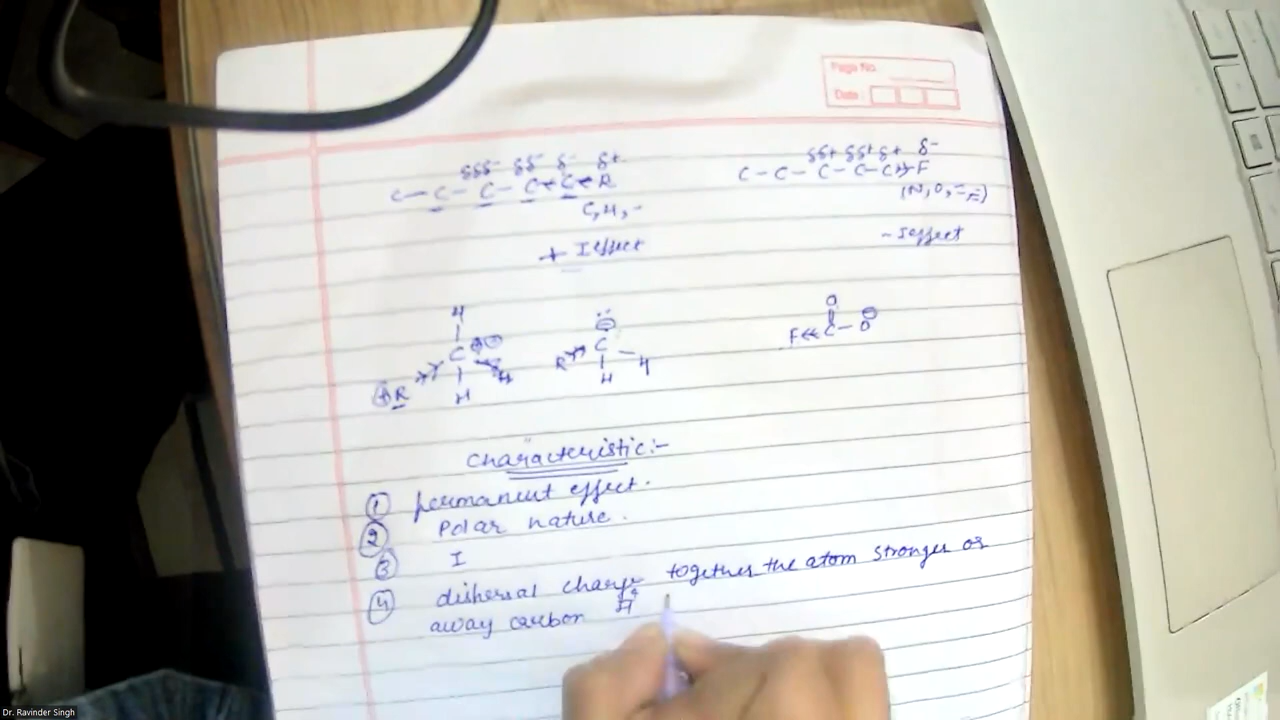 Page No.
Date :
δδδ- δδ- δ- δ+
C - C - C - C - C - R
δδ+ δδ+ δ+ δ-
C - C - C - C - C - F
C, H, -
(N, O, =, F)
+ I effect
- I effect
H
C
R
H
H
C
R
H
H
O
F C - O
Characteristic :-
① permanent effect.
② Polar nature.
③ I
④ dispersal charge together the atom stronger or
away carbon
Dr. Ravinder Singh